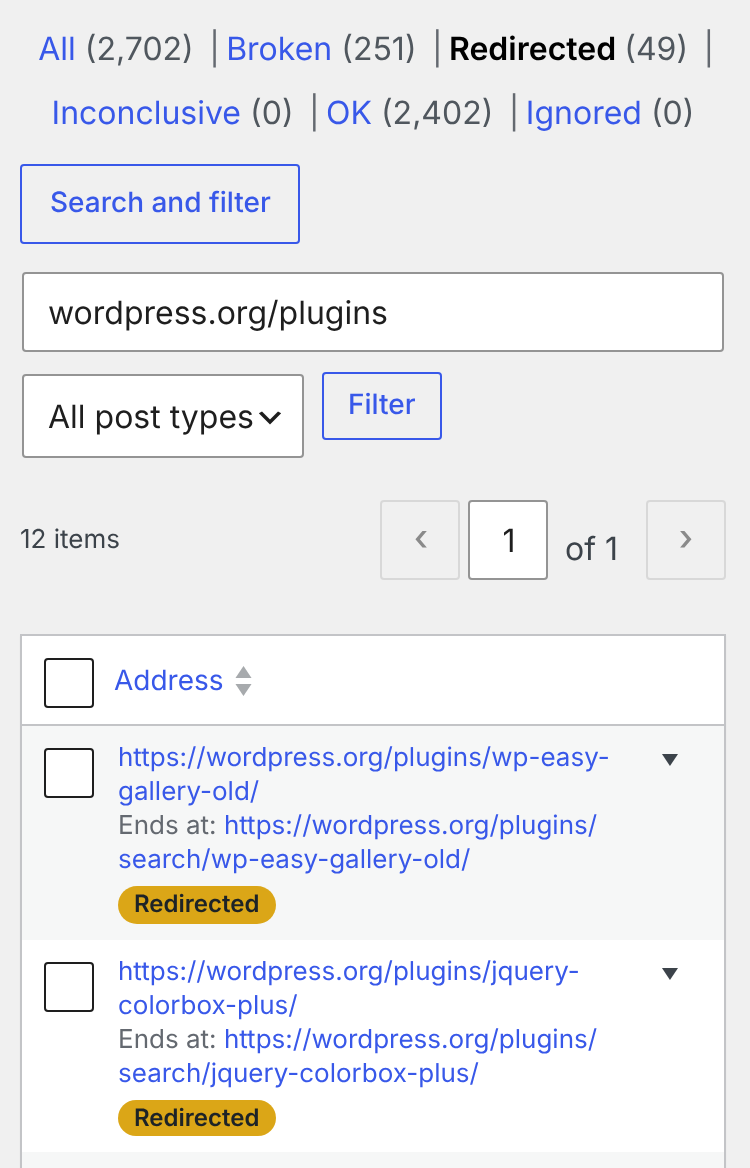 All (2,702) | Broken (251) | Redirected (49) |
Inconclusive (0) | OK (2,402) | Ignored (0)
Search and filter
wordpress.org/plugins
All post types
Filter
12 items
‹
1
of 1
›
Address
https://wordpress.org/plugins/wp-easy-
gallery-old/
Ends at: https://wordpress.org/plugins/
search/wp-easy-gallery-old/
Redirected
https://wordpress.org/plugins/jquery-
colorbox-plus/
Ends at: https://wordpress.org/plugins/
search/jquery-colorbox-plus/
Redirected